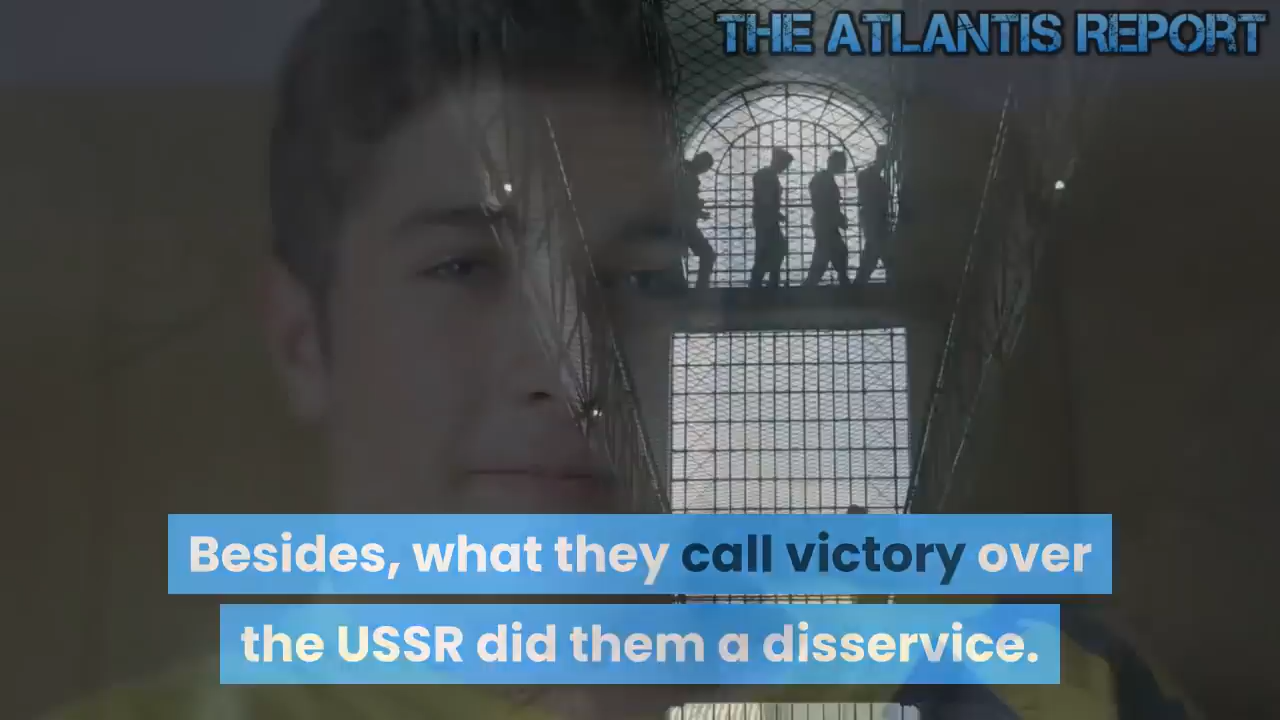 THE ATLANTIS REPORT
Besides, what they call victory over
the USSR did them a disservice.